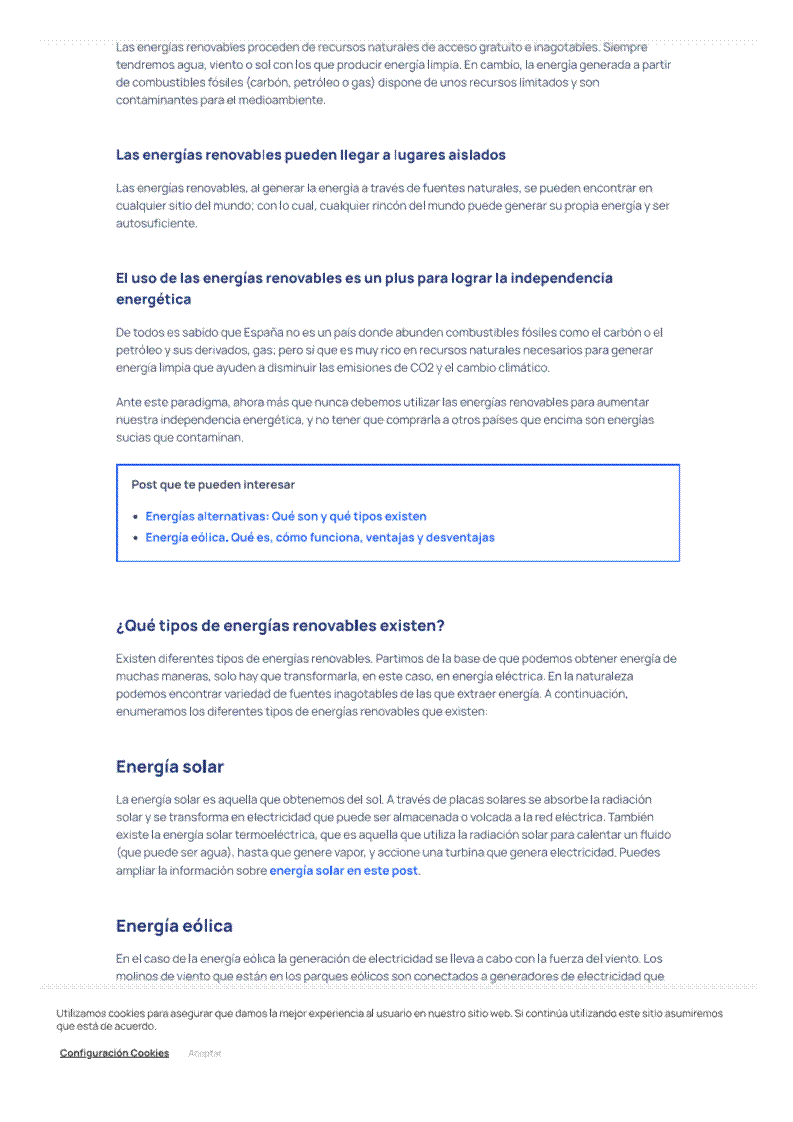 Las energías renovables proceden de recursos naturales de acceso gratuito e inagotables. Siempre
tendremos agua, viento o sol con los que producir energía limpia. En cambio, la energía generada a partir
de combustibles fósiles (carbón, petróleo o gas) dispone de unos recursos limitados y son
contaminantes para el medioambiente.
Las energías renovables pueden llegar a lugares aislados
Las energías renovables, al generar la energía a través de fuentes naturales, se pueden encontrar en
cualquier sitio del mundo; con lo cual, cualquier rincón del mundo puede generar su propia energía y ser
autosuficiente.
El uso de las energías renovables es un plus para lograr la independencia
energética
De todos es sabido que España no es un país donde abunden combustibles fósiles como el carbón o el
petróleo y sus derivados, gas; pero sí que es muy rico en recursos naturales necesarios para generar
energía limpia que ayuden a disminuir las emisiones de CO2 y el cambio climático.
Ante este paradigma, ahora más que nunca debemos utilizar las energías renovables para aumentar
nuestra independencia energética, y no tener que comprarla a otros países que encima son energías
sucias que contaminan.
Post que te pueden interesar
• Energías alternativas: Qué son y qué tipos existen
• Energía eólica. Qué es, cómo funciona, ventajas y desventajas
¿Qué tipos de energías renovables existen?
Existen diferentes tipos de energías renovables. Partimos de la base de que podemos obtener energía de
muchas maneras, solo hay que transformarla, en este caso, en energía eléctrica. En la naturaleza
podemos encontrar variedad de fuentes inagotables de las que extraer energía. A continuación,
enumeramos los diferentes tipos de energías renovables que existen:
Energía solar
La energía solar es aquella que obtenemos del sol. A través de placas solares se absorbe la radiación
solar y se transforma en electricidad que puede ser almacenada o volcada a la red eléctrica. También
existe la energía solar termoeléctrica, que es aquella que utiliza la radiación solar para calentar un fluido
(que puede ser agua), hasta que genere vapor, y accione una turbina que genera electricidad. Puedes
ampliar la información sobre energía solar en este post.
Energía eólica
En el caso de la energía eólica la generación de electricidad se lleva a cabo con la fuerza del viento. Los
molinos de viento que están en los parques eólicos son conectados a generadores de electricidad que
Utilizamos cookies para asegurar que damos la mejor experiencia al usuario en nuestro sitio web. Si continúa utilizando este sitio asumiremos
que está de acuerdo.
Configuración Cookies Aceptar